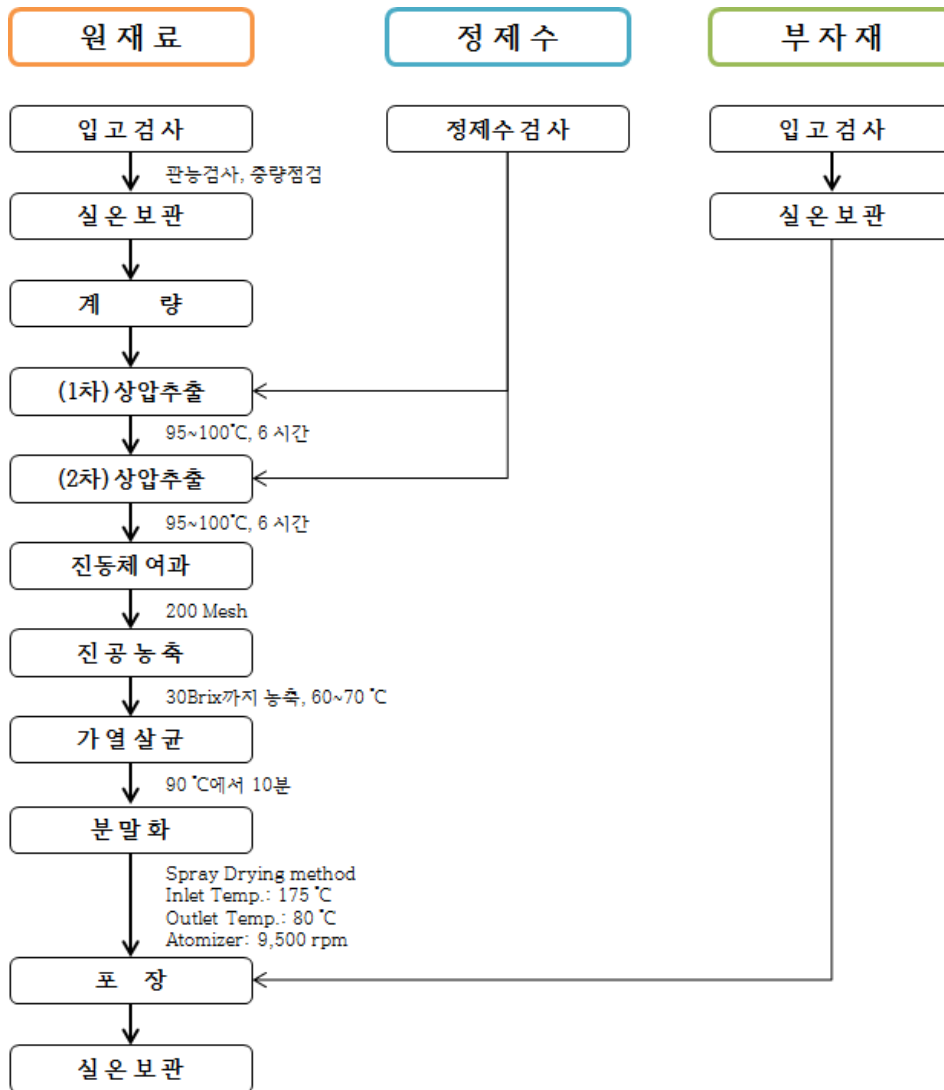 원 재 료
정 제 수
부 자 재
입 고 검 사
정제수 검 사
입 고 검 사
관능검사, 중량점검
실 온 보 관
실 온 보 관
계 량
(1차) 상압추출
95~100℃, 6 시간
(2차) 상압추출
95~100℃, 6 시간
진동체 여과
200 Mesh
진 공 농 축
30Brix까지 농축, 60~70 ℃
가 열 살 균
90 ℃에서 10분
분 말 화
Spray Drying method
Inlet Temp.: 175 ℃
Outlet Temp.: 80 ℃
Atomizer: 9,500 rpm
포 장
실 온 보 관